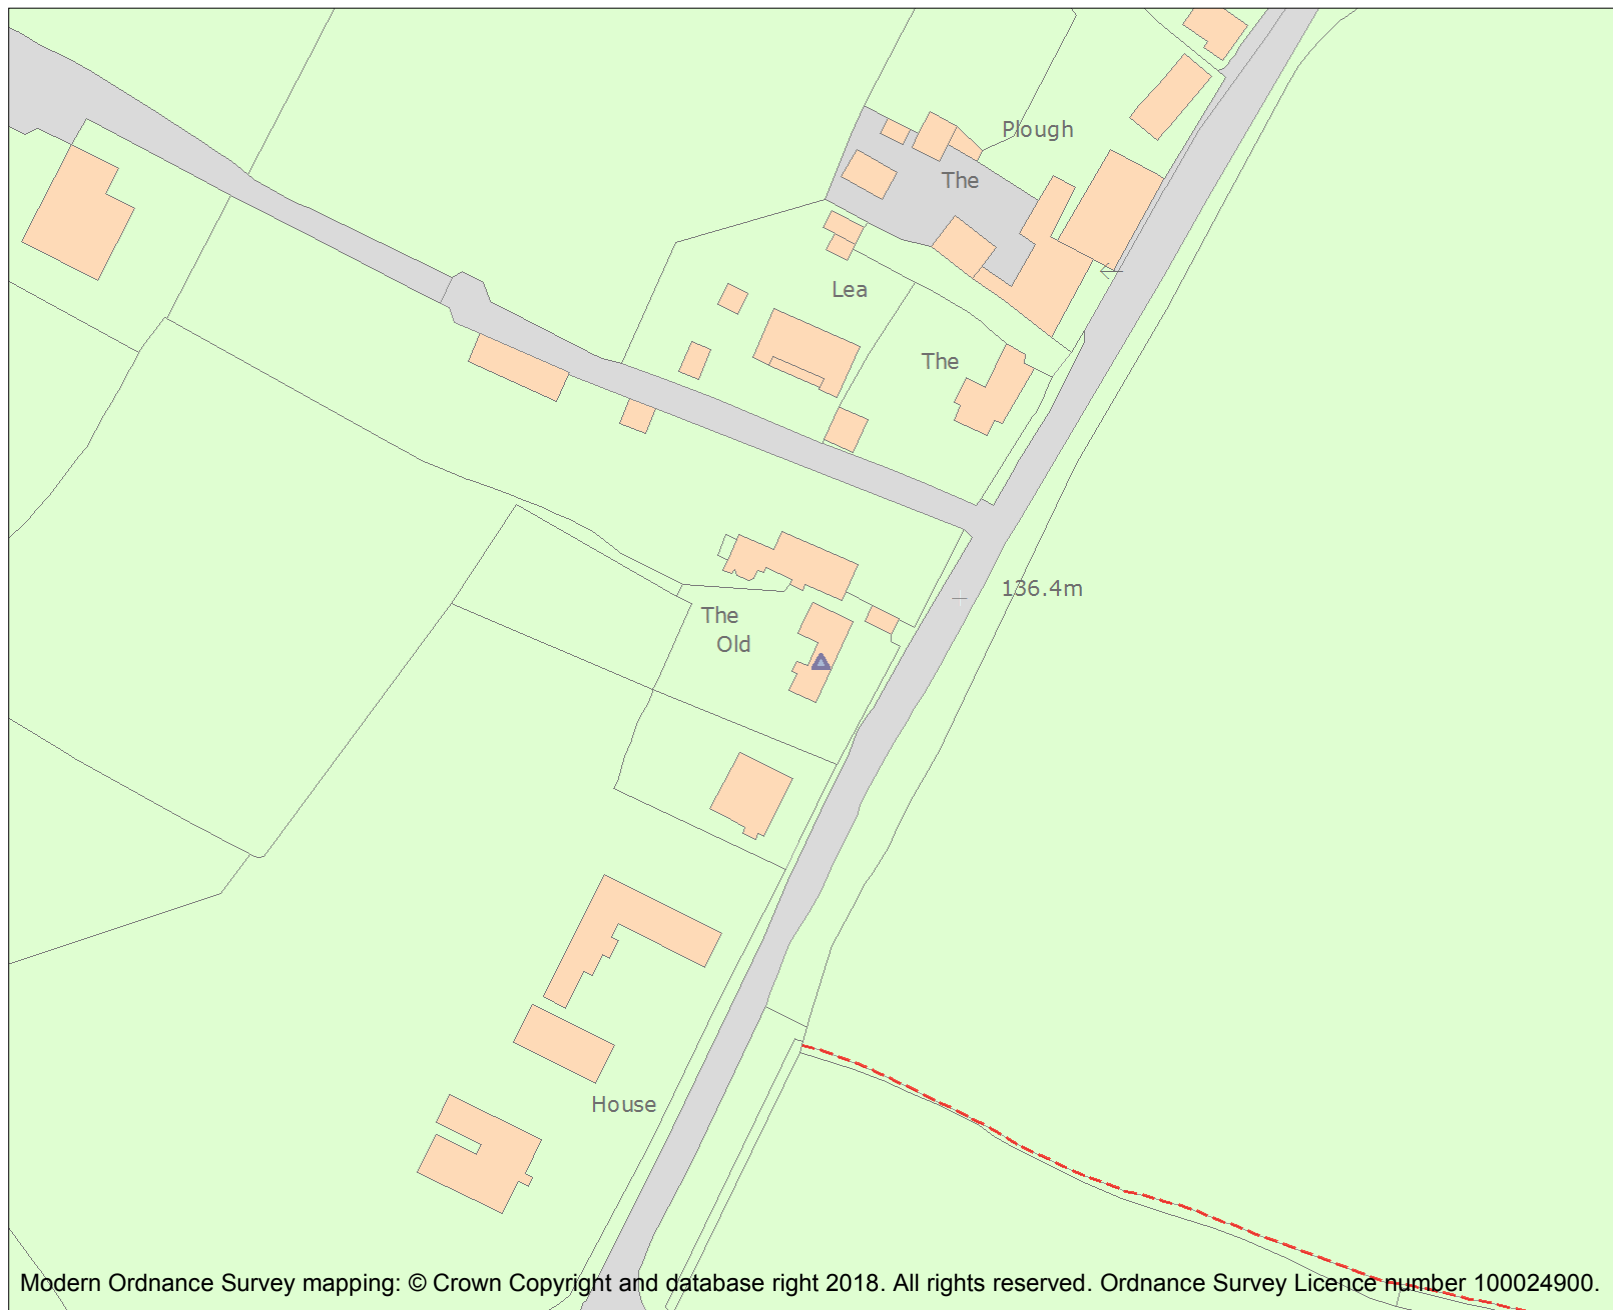 Plough
The
Lea
The
136.4m
The
Old
House
Modern Ordnance Survey mapping: © Crown Copyright and database right 2018. All rights reserved. Ordnance Survey Licence number 100024900.